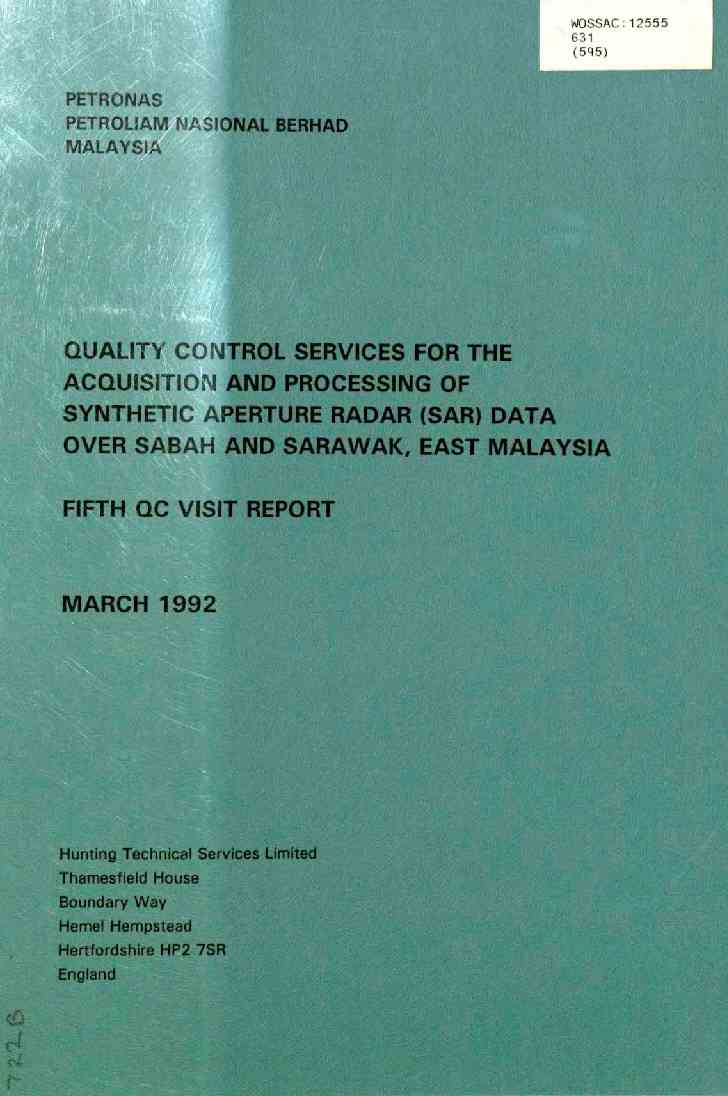 WOSSAC:12555
631
(595)
PETRONAS
PETROLIAM NASIONAL BERHAD
MALAYSIA
QUALITY CONTROL SERVICES FOR THE
ACQUISITION AND PROCESSING OF
SYNTHETIC APERTURE RADAR (SAR) DATA
OVER SABAH AND SARAWAK, EAST MALAYSIA
FIFTH QC VISIT REPORT
MARCH 1992
Hunting Technical Services Limited
Thamesfield House
Boundary Way
Hemel Hempstead
Hertfordshire HP2 7SR
England
722B